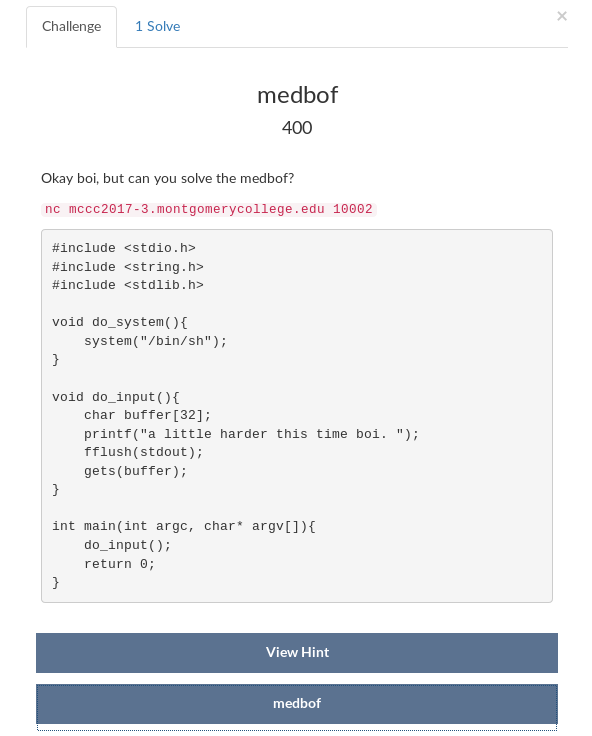 Challenge
1 Solve
×
medbof
400
Okay boi, but can you solve the medbof?
nc mccc2017-3.montgomerycollege.edu 10002
#include <stdio.h>
#include <string.h>
#include <stdlib.h>
void do_system(){
    system("/bin/sh");
}
void do_input(){
    char buffer[32];
    printf("a little harder this time boi. ");
    fflush(stdout);
    gets(buffer);
}
int main(int argc, char* argv[]){
    do_input();
    return 0;
}
View Hint
medbof